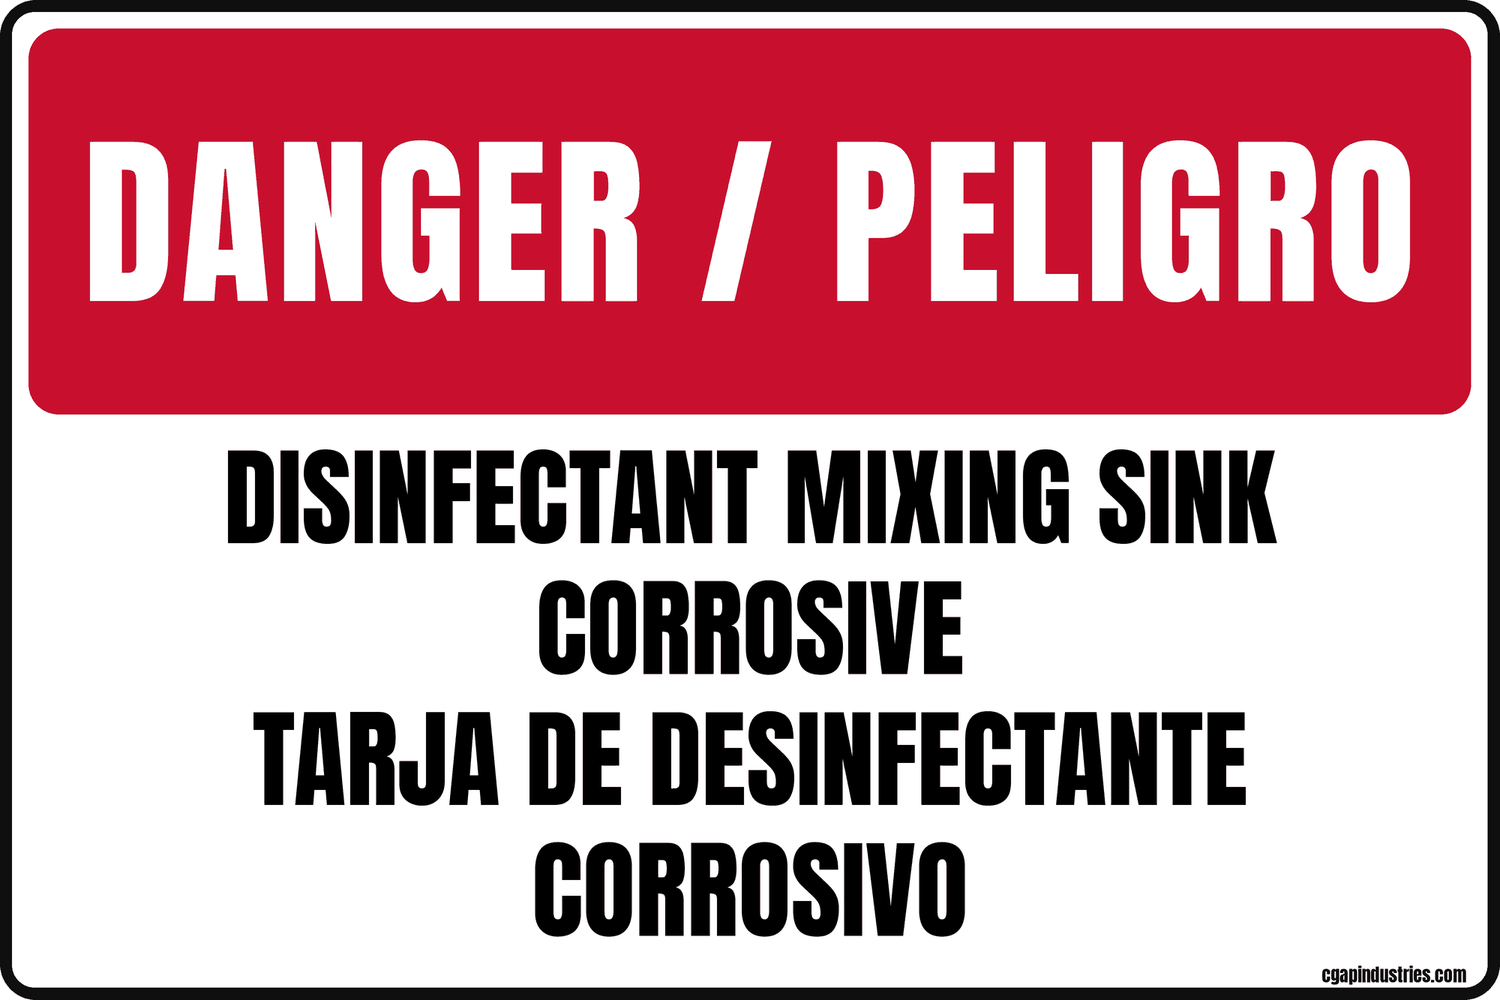 DANGER / PELIGRO
DISINFECTANT MIXING SINK
CORROSIVE
TARJA DE DESINFECTANTE
CORROSIVO
cgapindustries.com